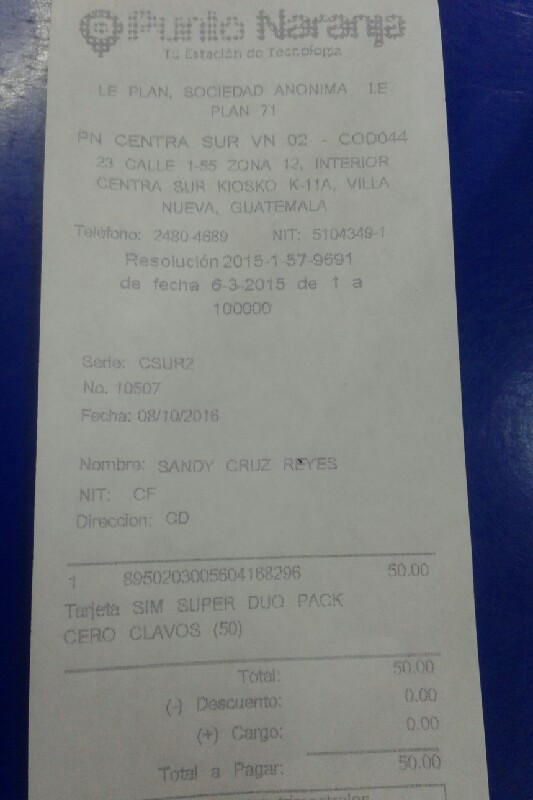 Punto Naranja
Tu Estación de Tecnología
LE PLAN, SOCIEDAD ANONIMA LE
PLAN 71
PN CENTRA SUR VN 02 - COD044
23 CALLE 1-55 ZONA 12, INTERIOR
CENTRA SUR KIOSKO K-11A, VILLA
NUEVA, GUATEMALA
Teléfono: 2480-4689 NIT: 5104349-1
Resolución 2015-1-57-9691
de fecha 6-3-2015 de 1 a
100000
Serie: CSUR2
No. 10507
Fecha: 08/10/2016
Nombre: SANDY CRUZ REYES
NIT: CF
Direccion: GD
1 8950203005604168296 50.00
Tarjeta SIM SUPER DUO PACK
CERO CLAVOS (50)
Total: 50.00
(-) Descuento: 0.00
(+) Cargo: 0.00
Total a Pagar: 50.00